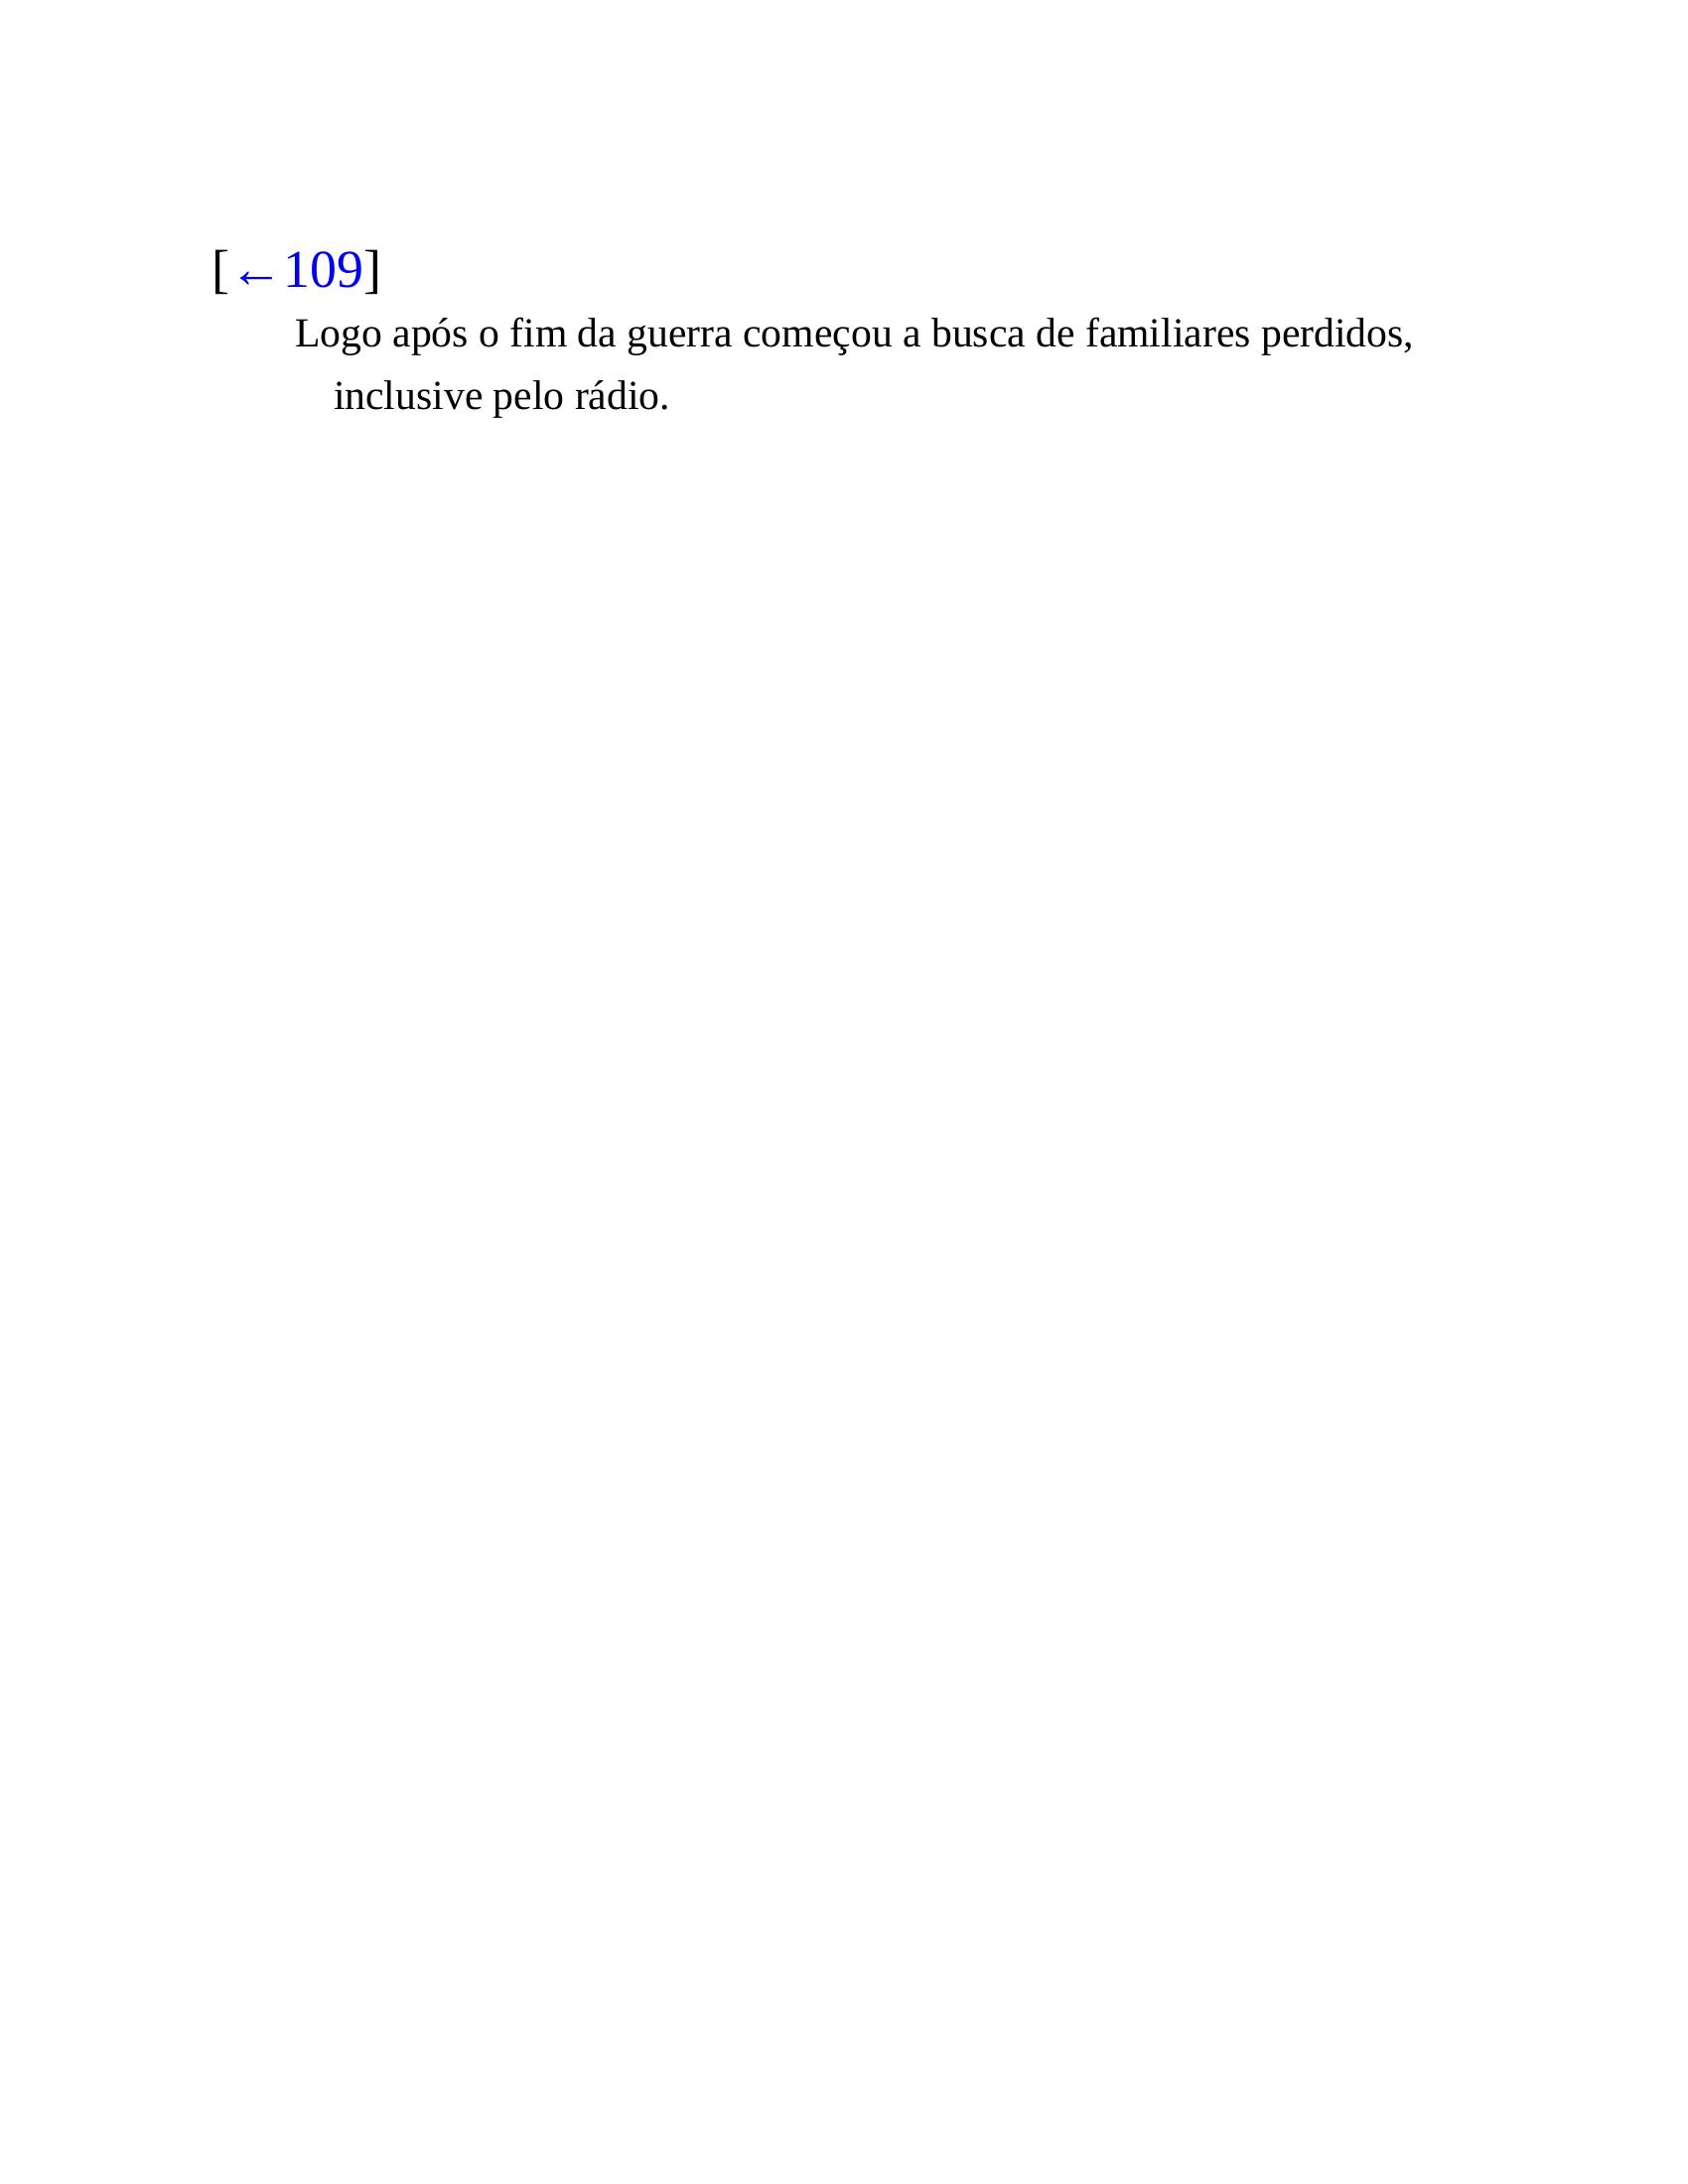 [←109]
Logo após o fim da guerra começou a busca de familiares perdidos,
inclusive pelo rádio.